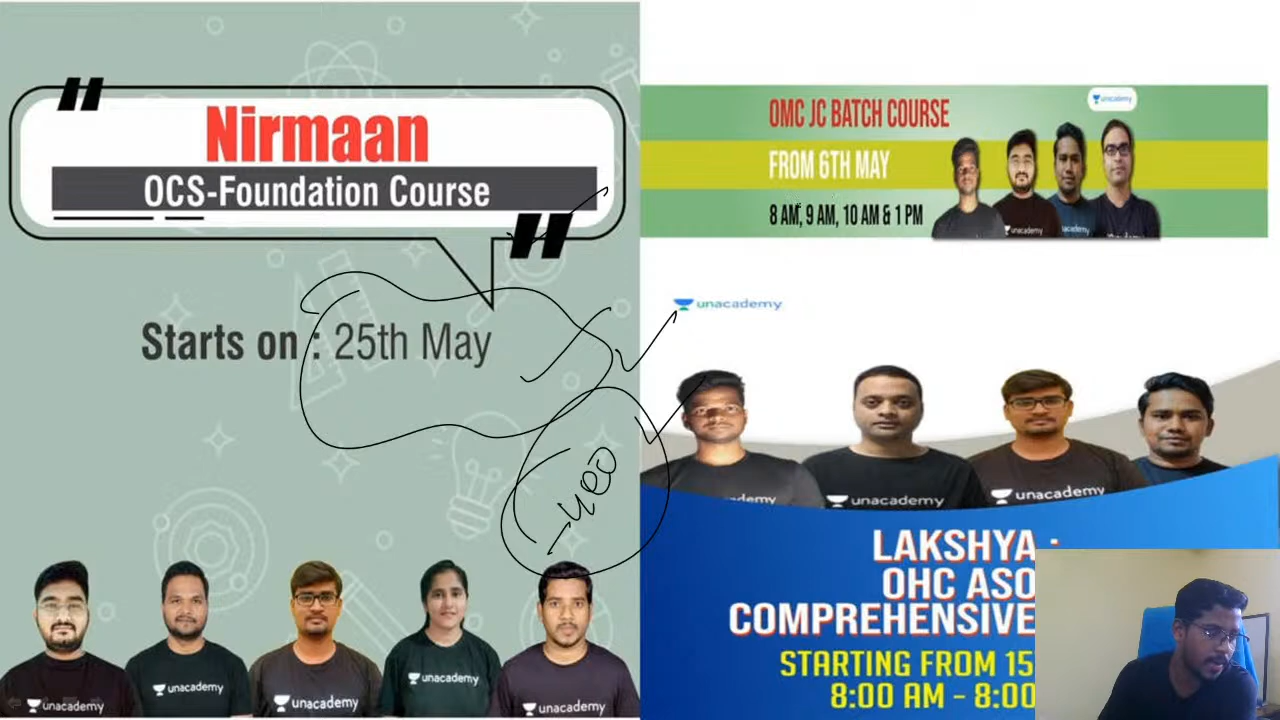 Nirmaan
OCS-Foundation Course
Starts on : 25th May
unacademy
unacademy
unacademy
unacademy
unacademy
unacademy
OMC JC BATCH COURSE
FROM 6TH MAY
8 AM, 9 AM, 10 AM & 1 PM
unacademy
unacademy
unacademy
unacademy
unacademy
LAKSHYA :
OHC ASO
COMPREHENSIVE
STARTING FROM 15
8:00 AM - 8:00